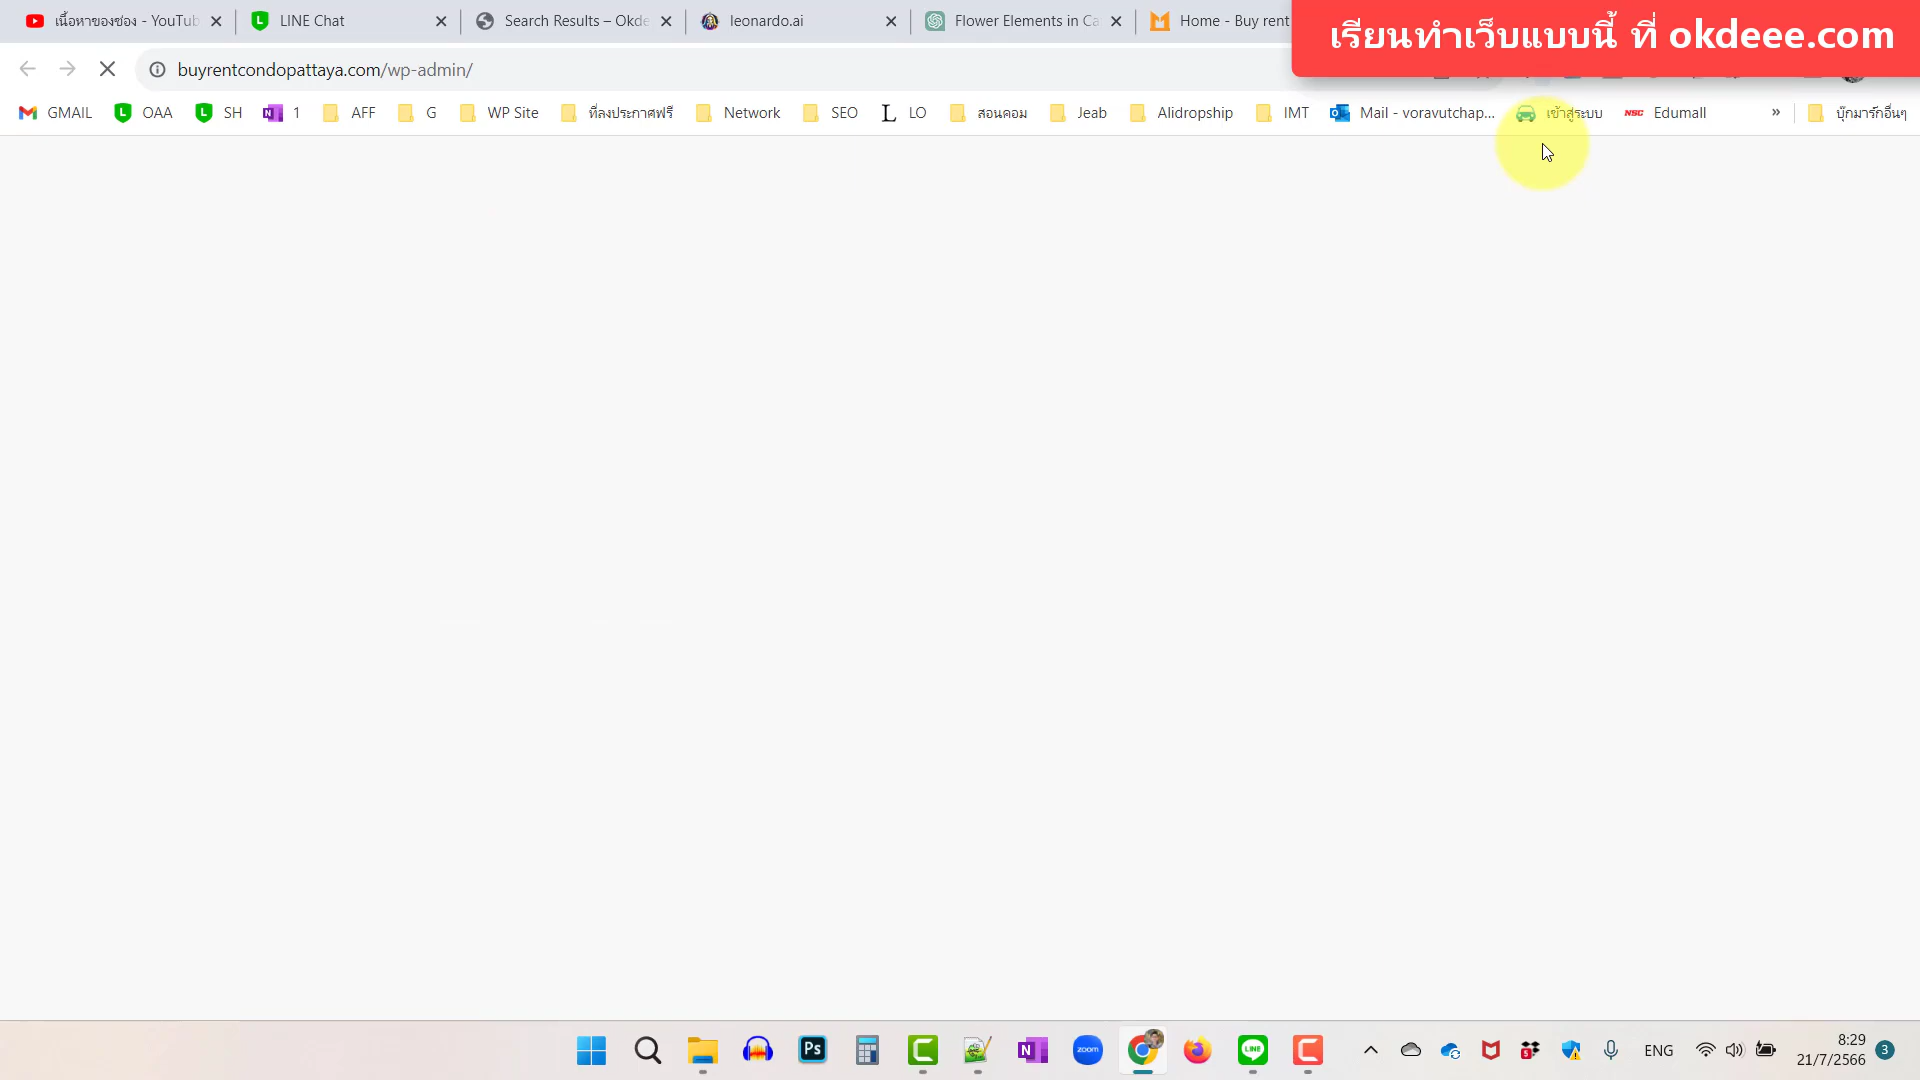 เนื้อหาของช่อง - YouTub
LINE Chat
Search Results – Okde
leonardo.ai
Flower Elements in Ca
Home - Buy rent
เรียนทำเว็บแบบนี้ ที่ okdeee.com
buyrentcondopattaya.com/wp-admin/
GMAIL
OAA
SH
1
AFF
G
WP Site
ที่ลงประกาศฟรี
Network
SEO
L LO
สอนคอม
Jeab
Alidropship
IMT
Mail - voravutchap...
เข้าสู่ระบบ
NSC Edumall
»
บุ๊กมาร์กอื่นๆ
Ps
zoom
LINE
ENG
8:29
21/7/2566
3